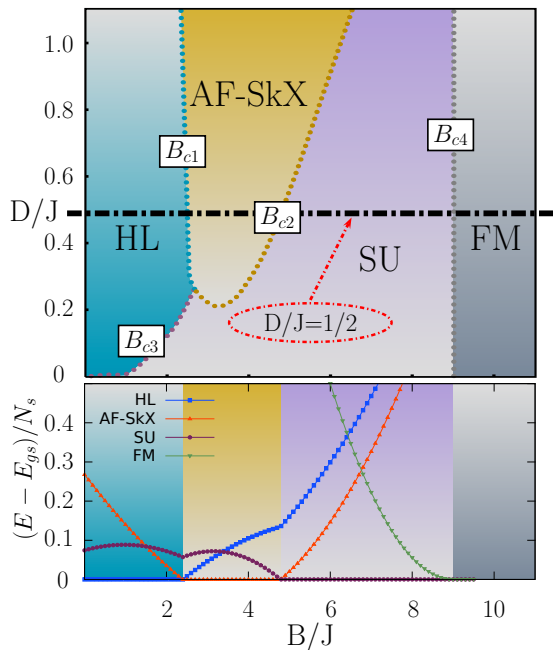 1.0
0.8
0.6
D/J
0.4
0.2
0
AF-SkX
B_{c1}
B_{c4}
B_{c2}
HL
SU
FM
B_{c3}
D/J=1/2
(E − E_{gs})/N_s
0.4
0.3
0.2
0.1
0
HL
AF-SkX
SU
FM
2 4 6 8 10
B/J